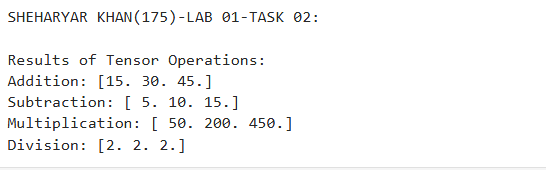 SHEHARYAR KHAN(175)-LAB 01-TASK 02:
Results of Tensor Operations:
Addition: [15. 30. 45.]
Subtraction: [ 5. 10. 15.]
Multiplication: [ 50. 200. 450.]
Division: [2. 2. 2.]